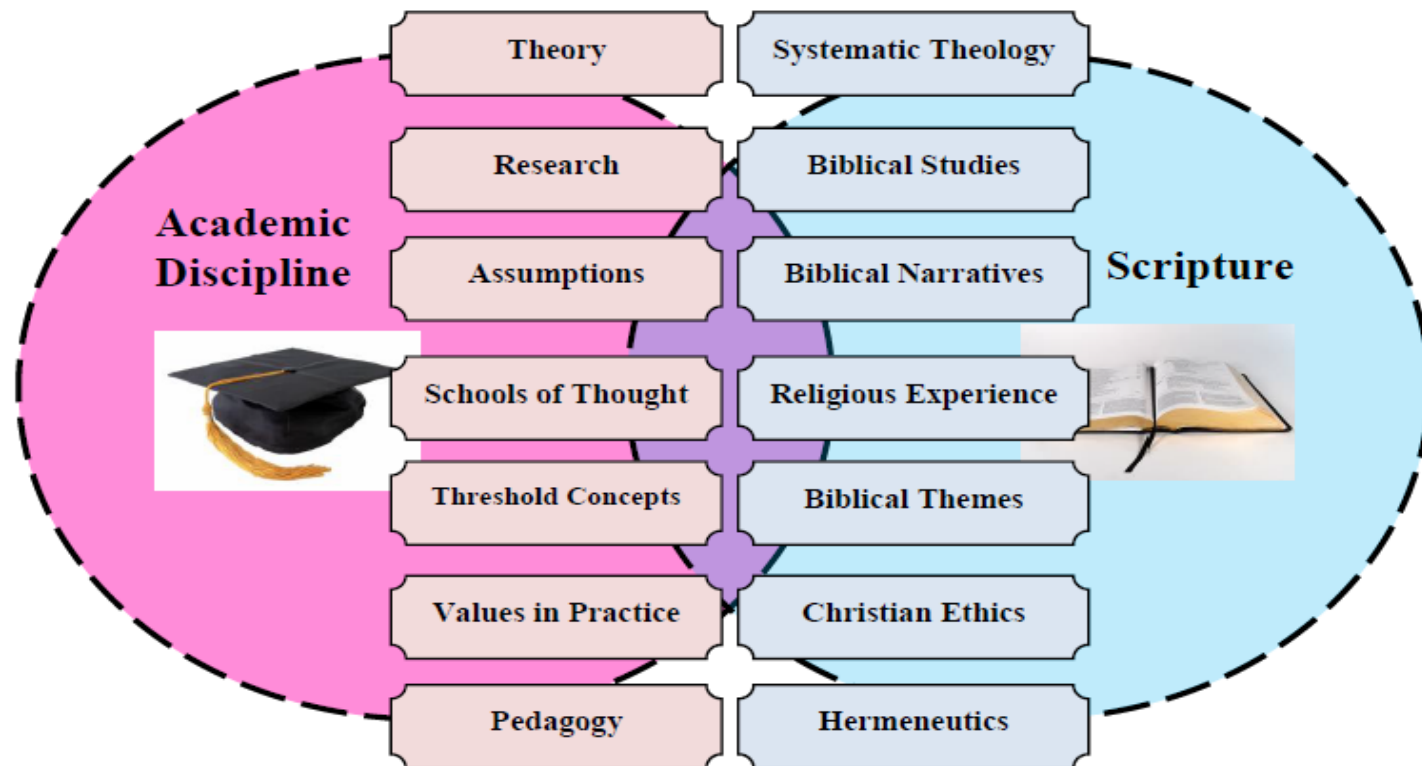 Theory
Systematic Theology
Research
Biblical Studies
Academic
Discipline
Assumptions
Biblical Narratives
Scripture
Schools of Thought
Religious Experience
Threshold Concepts
Biblical Themes
Values in Practice
Christian Ethics
Pedagogy
Hermeneutics